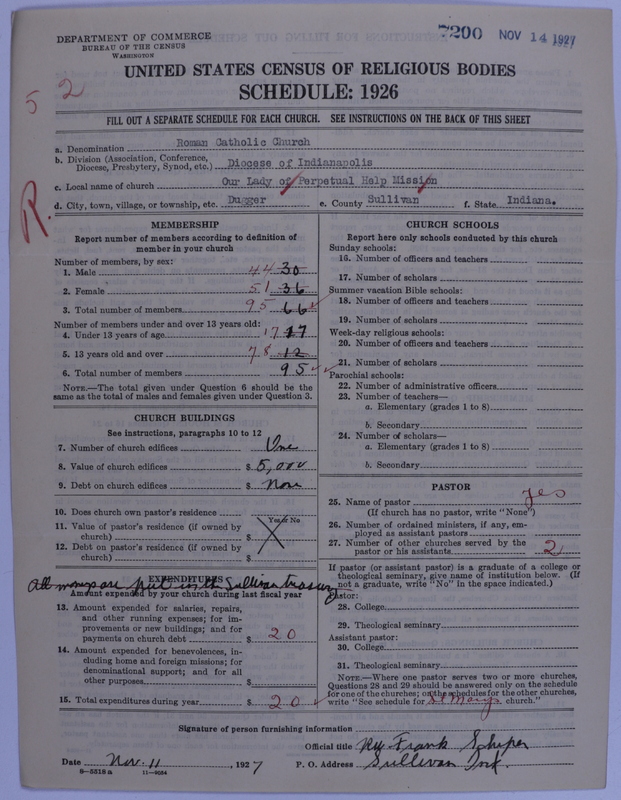 DEPARTMENT OF COMMERCE
BUREAU OF THE CENSUS
WASHINGTON
7200 NOV 14 1927
UNITED STATES CENSUS OF RELIGIOUS BODIES
SCHEDULE: 1926
52
R.
FILL OUT A SEPARATE SCHEDULE FOR EACH CHURCH. SEE INSTRUCTIONS ON THE BACK OF THIS SHEET
a. Denomination Roman Catholic Church
b. Division (Association, Conference, Diocese, Presbytery, Synod, etc.) Diocese of Indianapolis
c. Local name of church Our Lady of Perpetual Help Mission
d. City, town, village, or township, etc. Dugger e. County Sullivan f. State Indiana.
MEMBERSHIP
Report number of members according to definition of
member in your church
Number of members, by sex:
1. Male 44 30
2. Female 51 36
3. Total number of members 95 66
Number of members under and over 13 years old:
4. Under 13 years of age 17 17
5. 13 years old and over 78 12
6. Total number of members 95
NOTE.—The total given under Question 6 should be the
same as the total of males and females given under Question 3.
CHURCH BUILDINGS
See instructions, paragraphs 10 to 12
7. Number of church edifices One
8. Value of church edifices $ 5,000
9. Debt on church edifices $ None
10. Does church own pastor's residence
Yes or No
11. Value of pastor's residence (if owned by
church) $
12. Debt on pastor's residence (if owned by
church) $
EXPENDITURES
All moneys are put in the Sullivan treasury
Amount expended by your church during last fiscal year
13. Amount expended for salaries, repairs,
and other running expenses; for im-
provements or new buildings; and for
payments on church debt $ 20
14. Amount expended for benevolences, in-
cluding home and foreign missions; for
denominational support; and for all
other purposes $
15. Total expenditures during year $ 20
CHURCH SCHOOLS
Report here only schools conducted by this church
Sunday schools:
16. Number of officers and teachers
17. Number of scholars
Summer vacation Bible schools:
18. Number of officers and teachers
19. Number of scholars
Week-day religious schools:
20. Number of officers and teachers
21. Number of scholars
Parochial schools:
22. Number of administrative officers
23. Number of teachers—
a. Elementary (grades 1 to 8)
b. Secondary
24. Number of scholars—
a. Elementary (grades 1 to 8)
b. Secondary
PASTOR
25. Name of pastor yes
(If church has no pastor, write "None")
26. Number of ordained ministers, if any, em-
ployed as assistant pastors
27. Number of other churches served by the
pastor or his assistants 2
If pastor (or assistant pastor) is a graduate of a college or
theological seminary, give name of institution below. (If
not a graduate, write "No" in the space indicated.)
Pastor:
28. College
29. Theological seminary
Assistant pastor:
30. College
31. Theological seminary
NOTE.—Where one pastor serves two or more churches,
Questions 28 and 29 should be answered only on the schedule
for one of the churches; on the schedules for the other churches,
write "See schedule for St Marys church."
Signature of person furnishing information
Official title Frank
Date Nov. 11, 1927 P. O. Address Sullivan Ind.
8—5518 a 11—9034